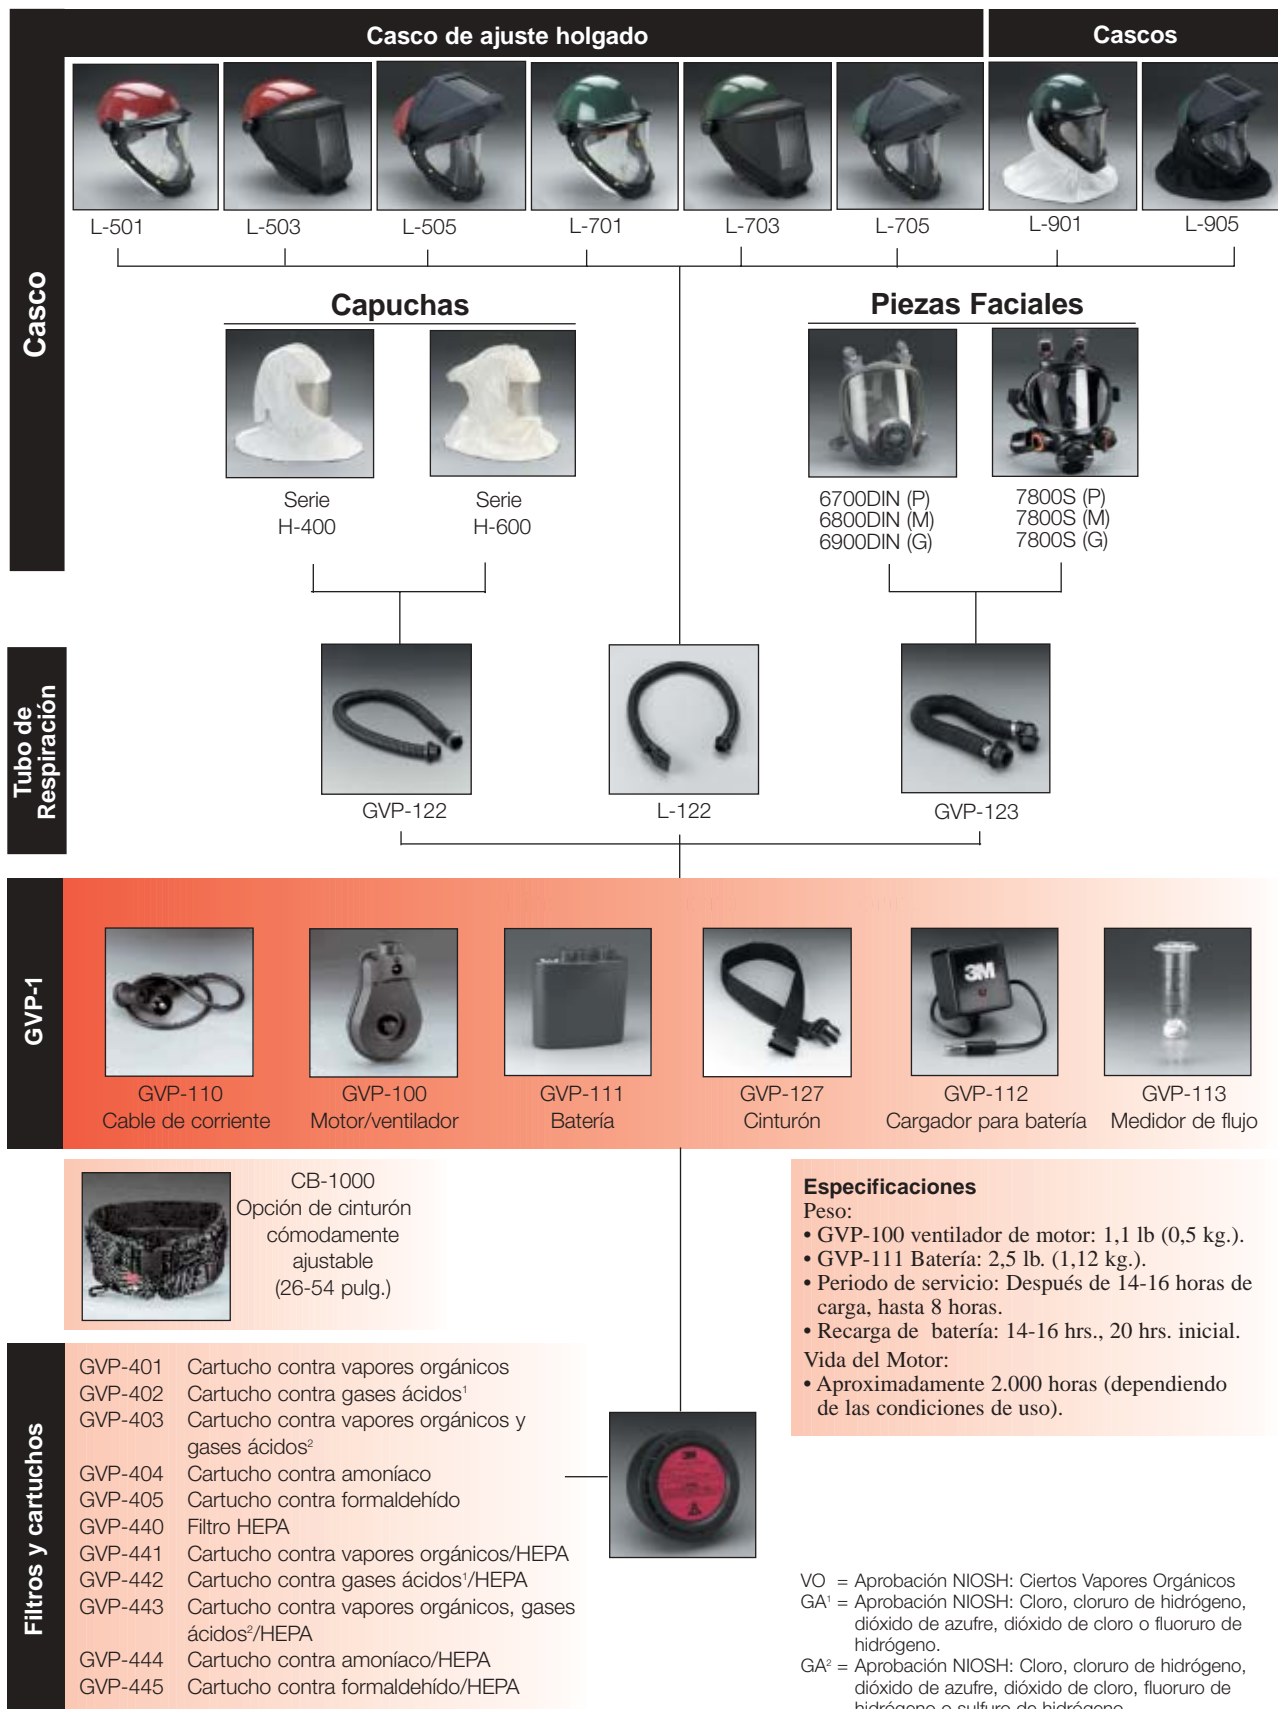 Casco de ajuste holgado
Cascos
Casco
L-501
L-503
L-505
L-701
L-703
L-705
L-901
L-905
Capuchas
Piezas Faciales
Serie
H-400
Serie
H-600
6700DIN (P)
6800DIN (M)
6900DIN (G)
7800S (P)
7800S (M)
7800S (G)
Tubo de
Respiración
GVP-122
L-122
GVP-123
GVP-1
3M
GVP-110
Cable de corriente
GVP-100
Motor/ventilador
GVP-111
Batería
GVP-127
Cinturón
GVP-112
Cargador para batería
GVP-113
Medidor de flujo
CB-1000
Opción de cinturón
cómodamente
ajustable
(26-54 pulg.)
Especificaciones
Peso:
• GVP-100 ventilador de motor: 1,1 lb (0,5 kg.).
• GVP-111 Batería: 2,5 lb. (1,12 kg.).
• Periodo de servicio: Después de 14-16 horas de
carga, hasta 8 horas.
• Recarga de batería: 14-16 hrs., 20 hrs. inicial.
Vida del Motor:
• Aproximadamente 2.000 horas (dependiendo
de las condiciones de uso).
Filtros y cartuchos
GVP-401 Cartucho contra vapores orgánicos
GVP-402 Cartucho contra gases ácidos¹
GVP-403 Cartucho contra vapores orgánicos y
gases ácidos²
GVP-404 Cartucho contra amoníaco
GVP-405 Cartucho contra formaldehído
GVP-440 Filtro HEPA
GVP-441 Cartucho contra vapores orgánicos/HEPA
GVP-442 Cartucho contra gases ácidos¹/HEPA
GVP-443 Cartucho contra vapores orgánicos, gases
ácidos²/HEPA
GVP-444 Cartucho contra amoníaco/HEPA
GVP-445 Cartucho contra formaldehído/HEPA
3M
VO = Aprobación NIOSH: Ciertos Vapores Orgánicos
GA¹ = Aprobación NIOSH: Cloro, cloruro de hidrógeno,
dióxido de azufre, dióxido de cloro o fluoruro de
hidrógeno.
GA² = Aprobación NIOSH: Cloro, cloruro de hidrógeno,
dióxido de azufre, dióxido de cloro, fluoruro de
hidrógeno o sulfuro de hidrógeno